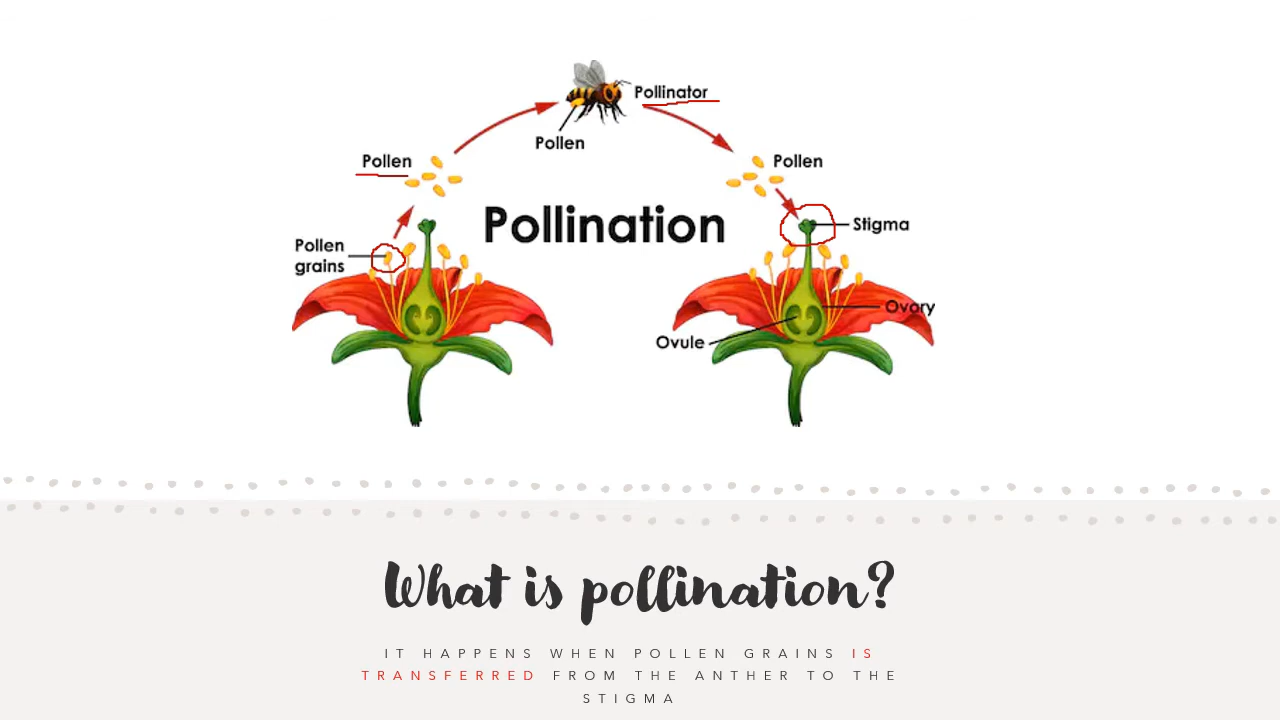 Pollinator
Pollen
Pollen
Pollen
Pollination
Stigma
Pollen
grains
Ovary
Ovule
What is pollination?
IT HAPPENS WHEN POLLEN GRAINS IS
TRANSFERRED FROM THE ANTHER TO THE
STIGMA